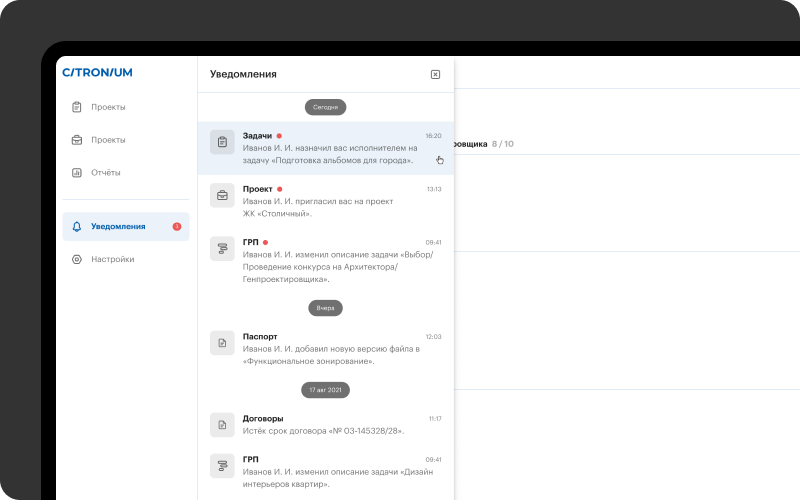 CITRONIUM
Проекты
Проекты
Отчёты
Уведомления 3
Настройки
Уведомления
Сегодня
Задачи 16:20
Иванов И. И. назначил вас исполнителем на
задачу «Подготовка альбомов для города».
Проект 13:13
Иванов И. И. пригласил вас на проект
ЖК «Столичный».
ГРП 09:41
Иванов И. И. изменил описание задачи «Выбор/
Проведение конкурса на Архитектора/
Генпроектировщика».
Вчера
Паспорт 12:03
Иванов И. И. добавил новую версию файла в
«Функциональное зонирование».
17 авг 2021
Договоры 11:17
Истёк срок договора «№ 03-145328/28».
ГРП 09:41
Иванов И. И. изменил описание задачи «Дизайн
интерьеров квартир».
ровщика 8 / 10